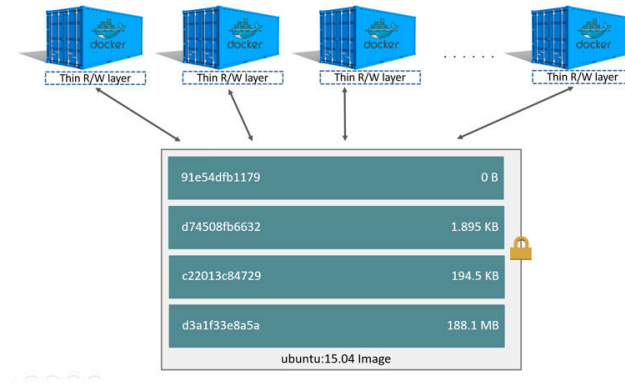 docker docker docker docker
Thin R/W layer Thin R/W layer Thin R/W layer . . . . . . Thin R/W layer
91e54dfb1179 0 B
d74508fb6632 1.895 KB
c22013c84729 194.5 KB
d3a1f33e8a5a 188.1 MB
ubuntu:15.04 Image